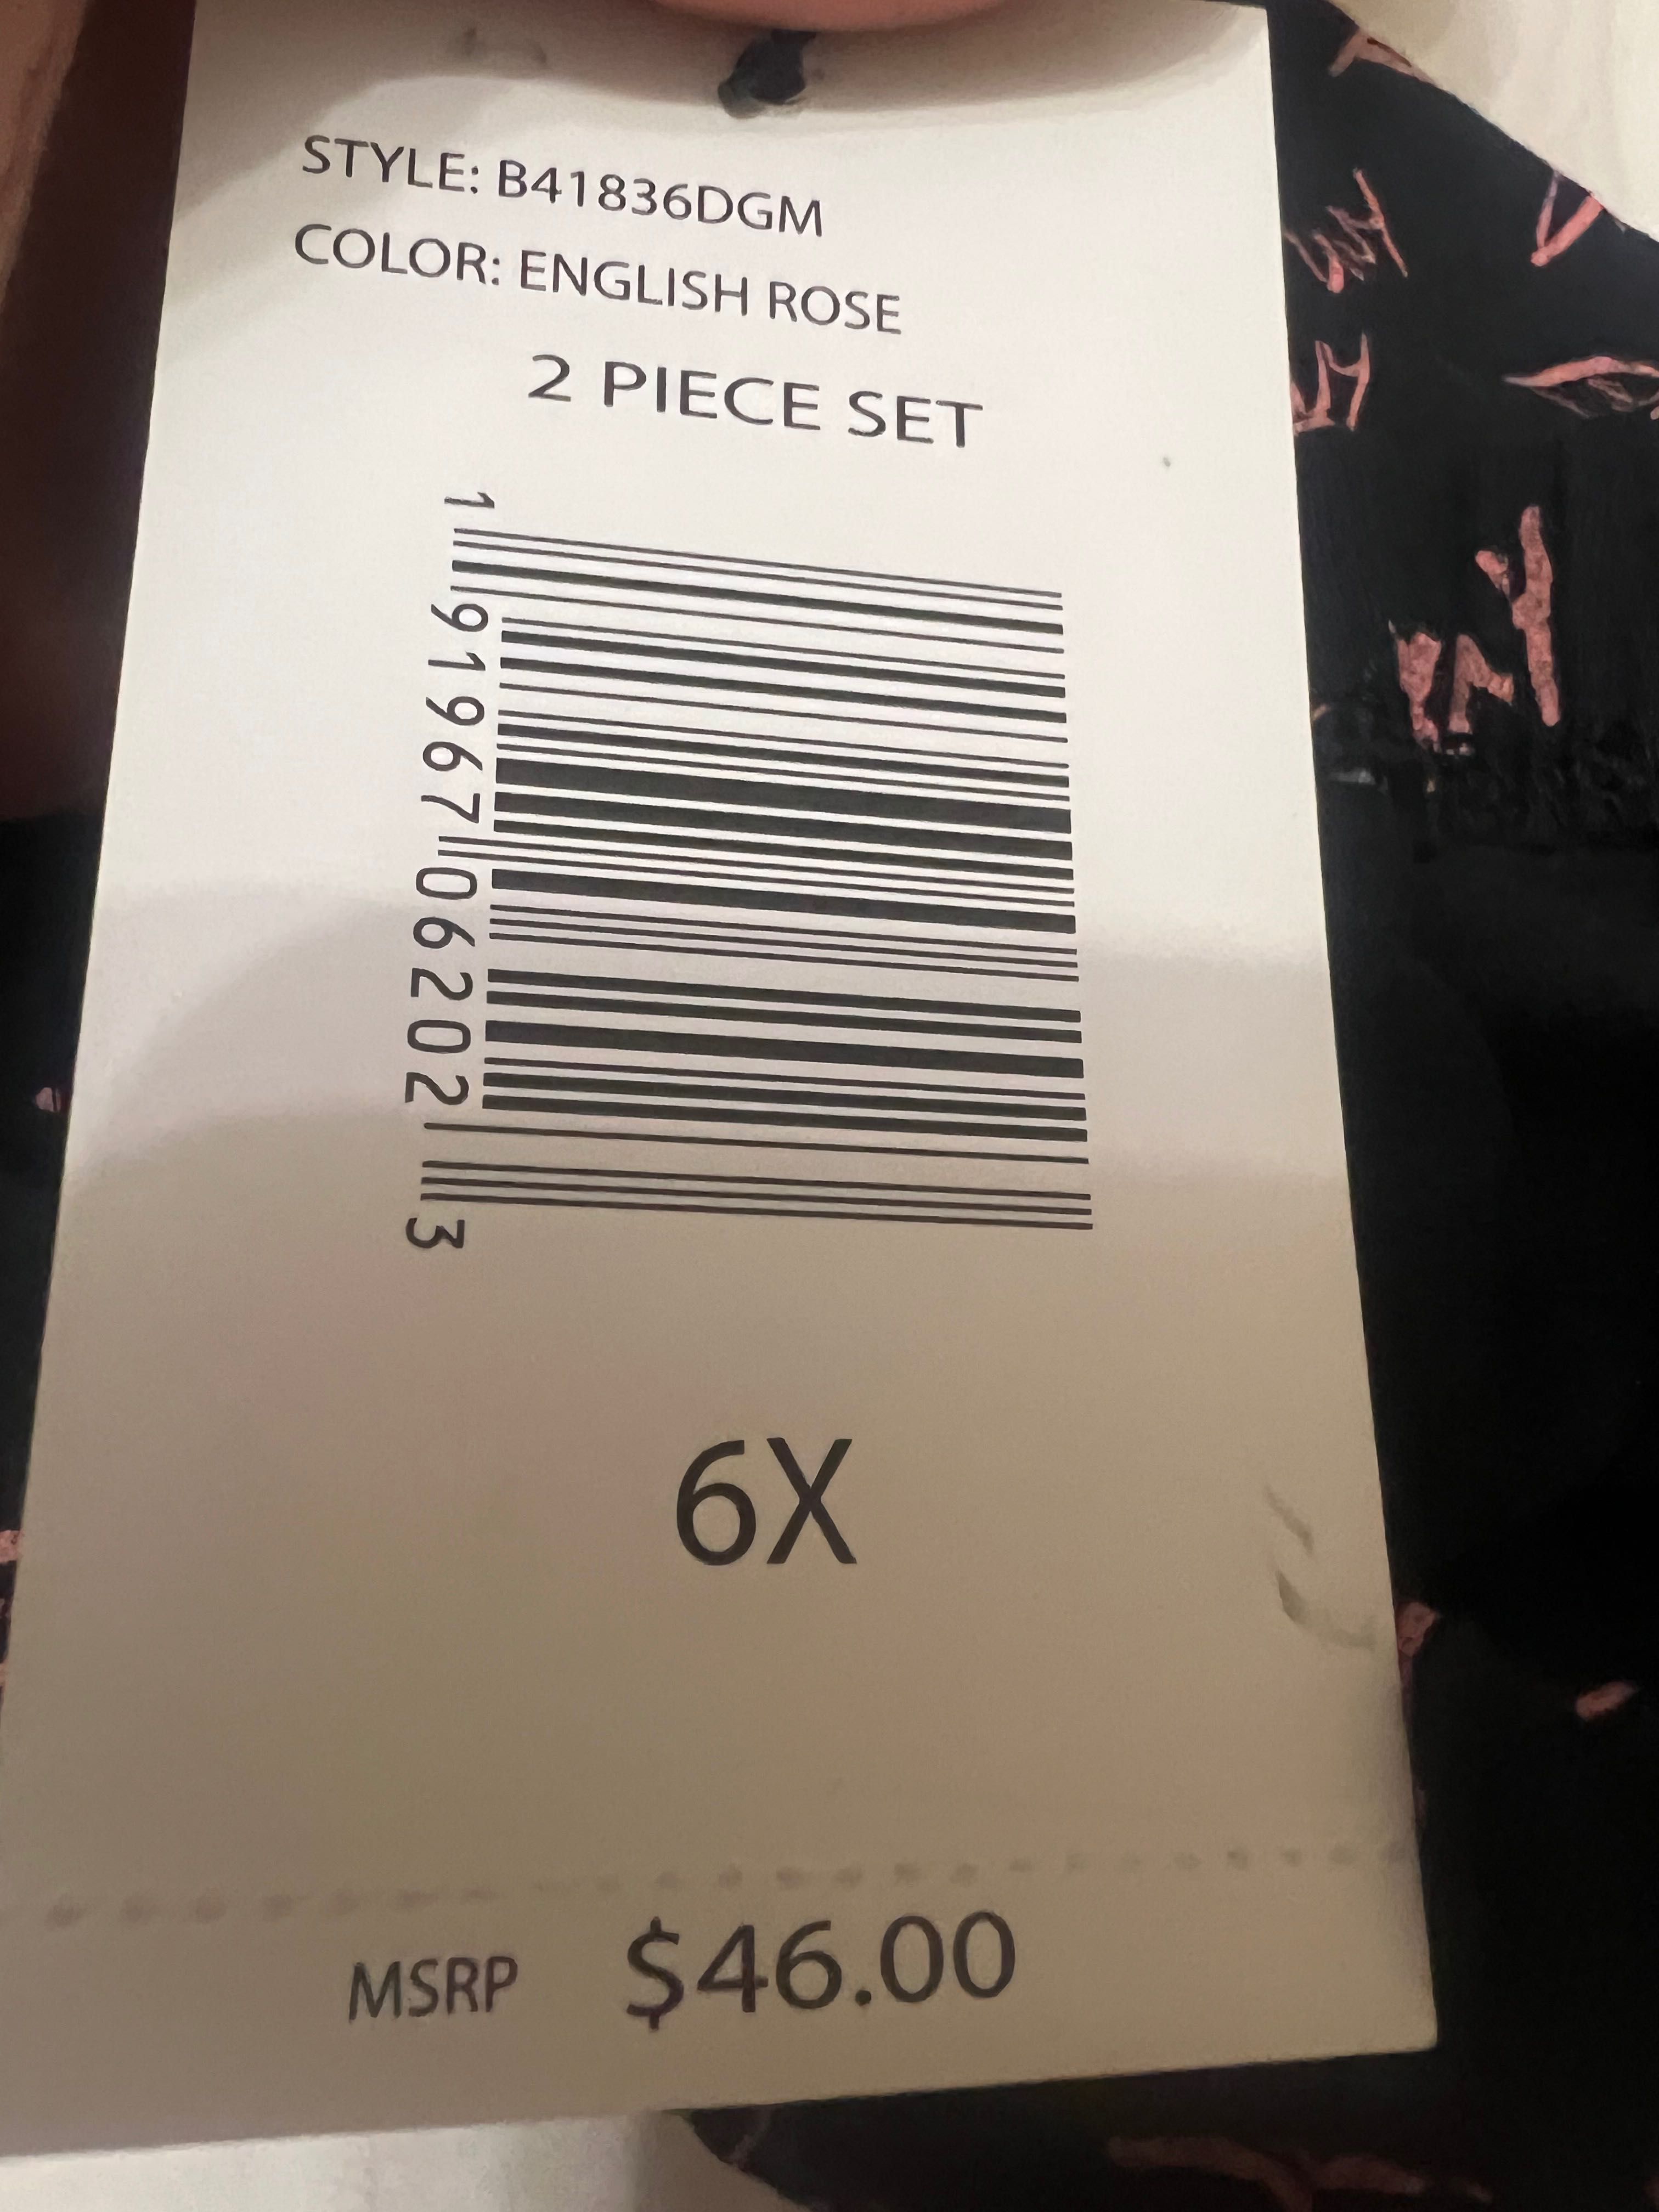 STYLE: B41836DGM
COLOR: ENGLISH ROSE
2 PIECE SET
1 91967 06202 3
6X
MSRP $46.00